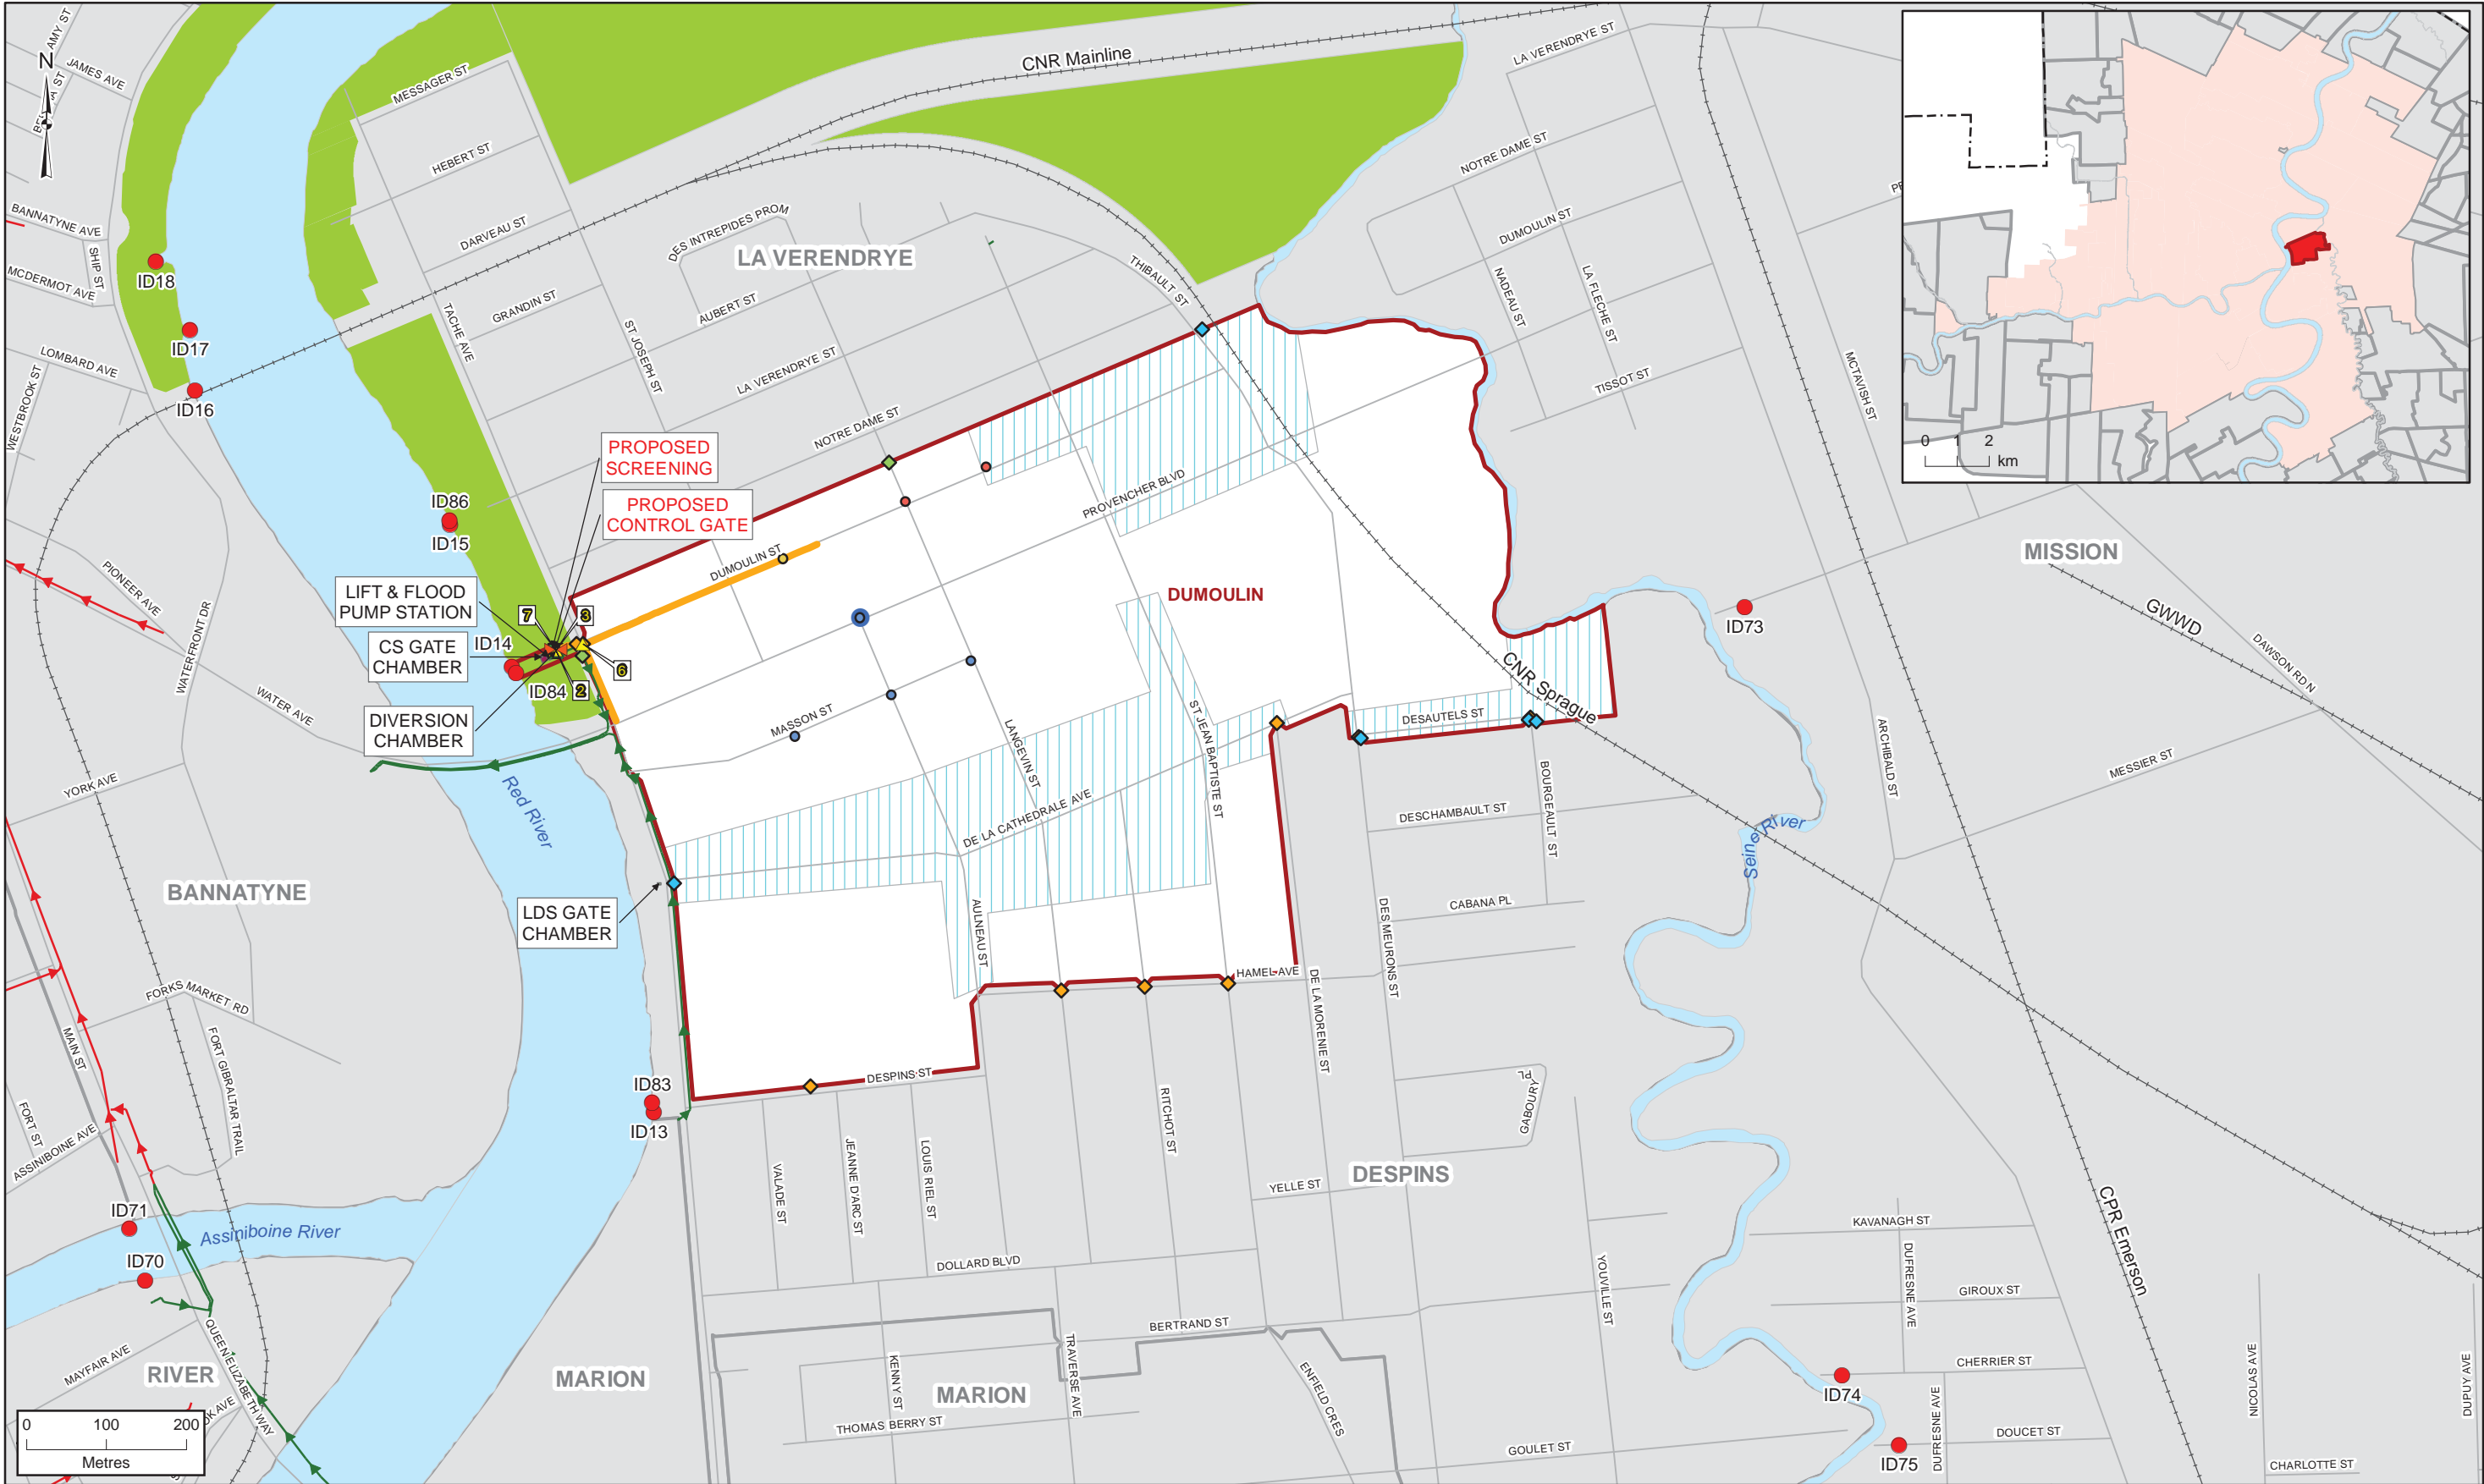 N
AMY ST
JAMES AVE
BANNATYNE AVE
SHIP ST
MCDERMOT AVE
LOMBARD AVE
WESTBROOK ST
ID18
ID17
ID16
MESSAGER ST
HEBERT ST
DARVEAU ST
GRANDIN ST
TACHE AVE
ST JOSEPH ST
DES INTREPIDES PROM
LA VERENDRYE
AUBERT ST
LA VERENDRYE ST
NOTRE DAME ST
THIBAULT ST
CNR Mainline
LA VERENDRYE ST
NOTRE DAME ST
DUMOULIN ST
NADEAU ST
LA FLECHE ST
TISSOT ST
MCTAVISH ST
0 1 2
km
PROPOSED
SCREENING
PROPOSED
CONTROL GATE
ID86
ID15
LIFT & FLOOD
PUMP STATION
CS GATE
CHAMBER
DIVERSION
CHAMBER
ID14
ID84
7
3
6
2
DUMOULIN ST
PROVENCHER BLVD
DUMOULIN
MASSON ST
LANGEVIN ST
ST JEAN BAPTISTE ST
DE LA CATHEDRALE AVE
AULNEAU ST
CNR Sprague
DESAUTELS ST
BOURGEAULT ST
DESCHAMBAULT ST
CABANA PL
DES MEURONS ST
DE LA MORENIE ST
HAMEL AVE
DESPINS ST
MISSION
GWWD
DAWSON RD N
ID73
ARCHIBALD ST
MESSIER ST
Seine River
PIONEER AVE
WATERFRONT DR
WATER AVE
YORK AVE
Red River
BANNATYNE
LDS GATE
CHAMBER
FORKS MARKET RD
MAIN ST
FORT GIBRALTAR TRAIL
FORT ST
ASSINIBOINE AVE
ID83
ID13
ID71
ID70
Assiniboine River
QUEEN ELIZABETH WAY
MAYFAIR AVE
RIVER
MARION
VALADE ST
JEANNE D'ARC ST
LOUIS RIEL ST
RITCHOT ST
YELLE ST
DESPINS
GABOURY PL
DOLLARD BLVD
BERTRAND ST
KENNY ST
MARION
TRAVERSE AVE
THOMAS BERRY ST
ENFIELD CRES
GOULET ST
YOUVILLE ST
KAVANAGH ST
DUFRESNE AVE
GIROUX ST
CHERRIER ST
ID74
DUFRESNE AVE
DOUCET ST
ID75
CPR Emerson
NICOLAS AVE
CHARLOTTE ST
DUPUY AVE
0 100 200
Metres